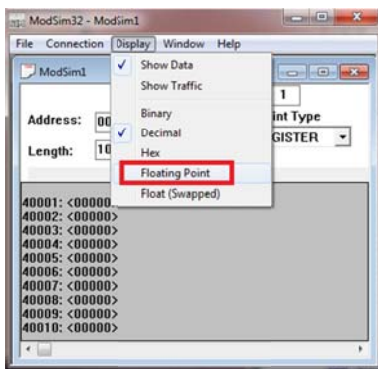 ModSim32 - ModSim1
File Connection Display Window Help
ModSim1
Show Data
Show Traffic
Binary
Decimal
Hex
Floating Point
Float (Swapped)
1
Address: 00
int Type
GISTER
Length: 10
40001: <00000>
40002: <00000>
40003: <00000>
40004: <00000>
40005: <00000>
40006: <00000>
40007: <00000>
40008: <00000>
40009: <00000>
40010: <00000>